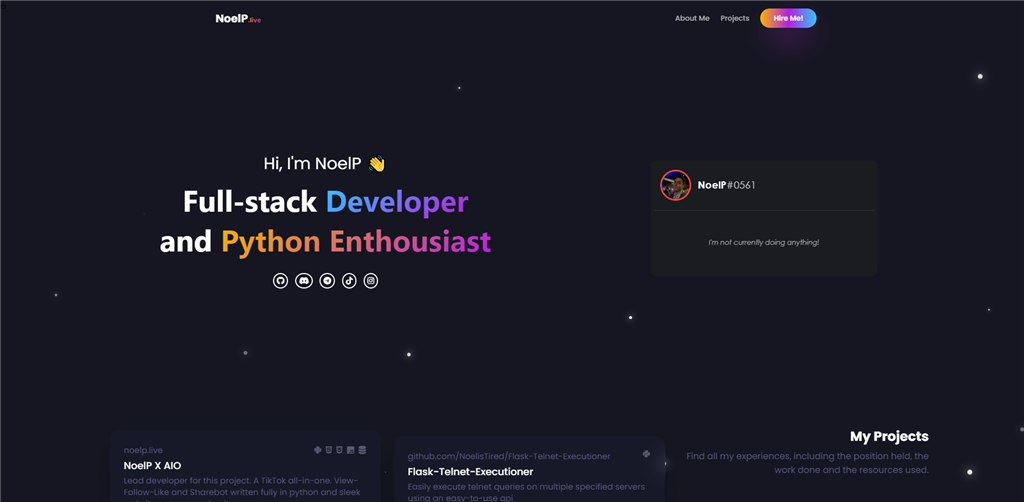 NoelP.live
About Me
Projects
Hire Me!
Hi, I'm NoelP 👋
Full-stack Developer
and Python Enthousiast
NoelP#0561
I'm not currently doing anything!
noelp.live
NoelP X AIO
Lead developer for this project. A TikTok all-in-one. View-
Follow-Like and Sharebot written fully in python and sleek
github.com/NoelisTired/Flask-Telnet-Executioner
Flask-Telnet-Executioner
Easily execute telnet queries on multiple specified servers
using an easy-to-use api
My Projects
Find all my experiences, including the position held, the
work done and the resources used.